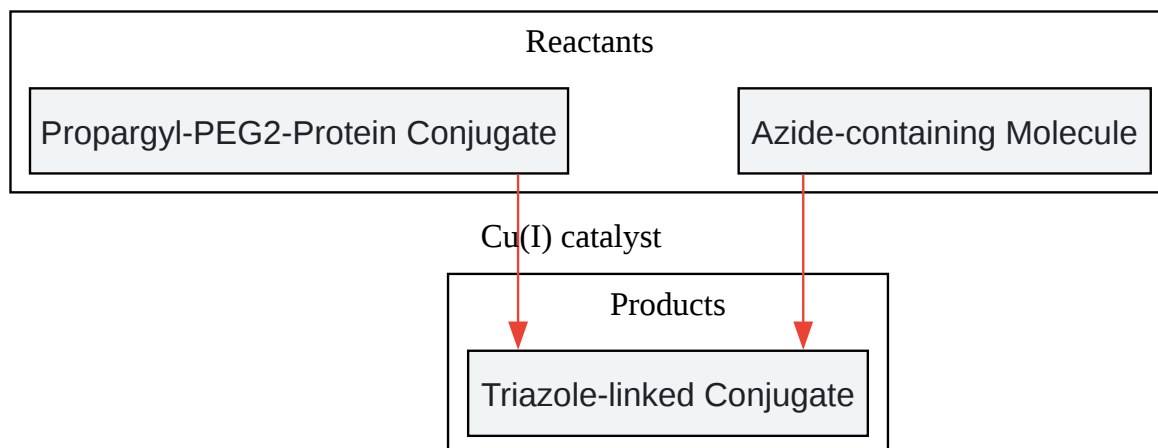 Reactants
Propargyl-PEG2-Protein Conjugate
Azide-containing Molecule
Cu(I) catalyst
Products
Triazole-linked Conjugate